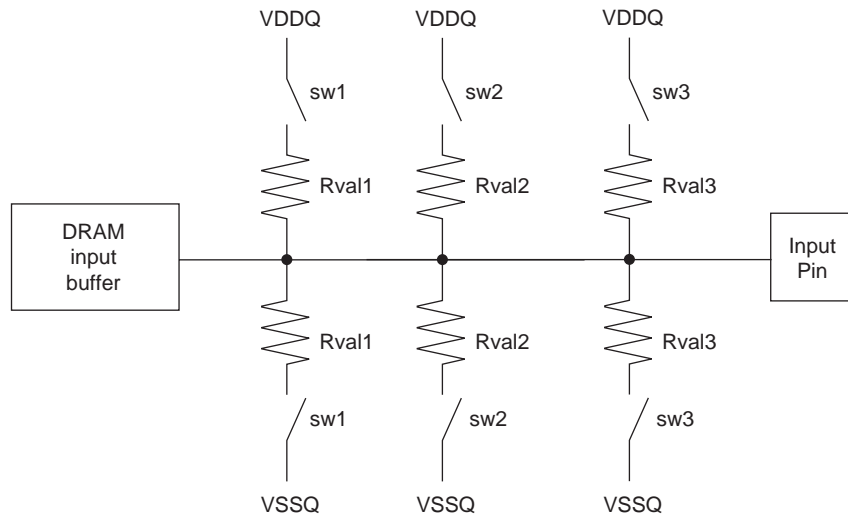 VDDQ VDDQ VDDQ
sw1 sw2 sw3
Rval1 Rval2 Rval3
DRAM
input
buffer
Input
Pin
Rval1 Rval2 Rval3
sw1 sw2 sw3
VSSQ VSSQ VSSQ